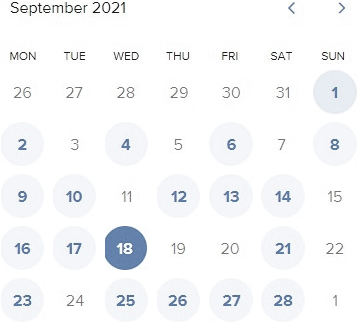 September 2021 < >
MON TUE WED THU FRI SAT SUN
26 27 28 29 30 31 1
2 3 4 5 6 7 8
9 10 11 12 13 14 15
16 17 18 19 20 21 22
23 24 25 26 27 28 1